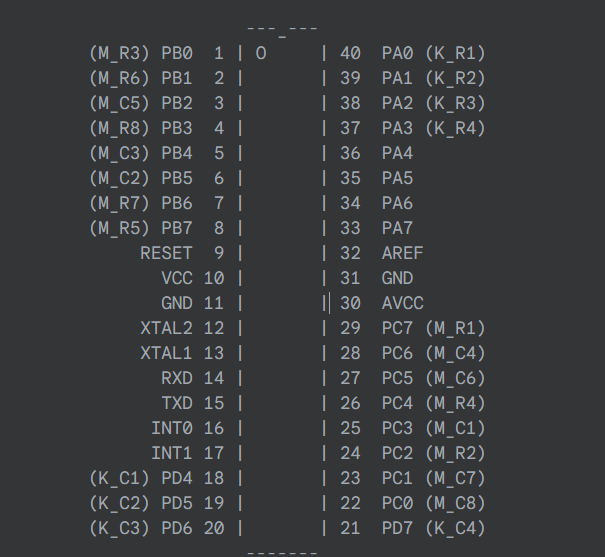 ---_---
(M_R3) PB0 1 | O | 40 PA0 (K_R1)
(M_R6) PB1 2 | | 39 PA1 (K_R2)
(M_C5) PB2 3 | | 38 PA2 (K_R3)
(M_R8) PB3 4 | | 37 PA3 (K_R4)
(M_C3) PB4 5 | | 36 PA4
(M_C2) PB5 6 | | 35 PA5
(M_R7) PB6 7 | | 34 PA6
(M_R5) PB7 8 | | 33 PA7
RESET 9 | | 32 AREF
VCC 10 | | 31 GND
GND 11 | | 30 AVCC
XTAL2 12 | | 29 PC7 (M_R1)
XTAL1 13 | | 28 PC6 (M_C4)
RXD 14 | | 27 PC5 (M_C6)
TXD 15 | | 26 PC4 (M_R4)
INT0 16 | | 25 PC3 (M_C1)
INT1 17 | | 24 PC2 (M_R2)
(K_C1) PD4 18 | | 23 PC1 (M_C7)
(K_C2) PD5 19 | | 22 PC0 (M_C8)
(K_C3) PD6 20 | | 21 PD7 (K_C4)
-------